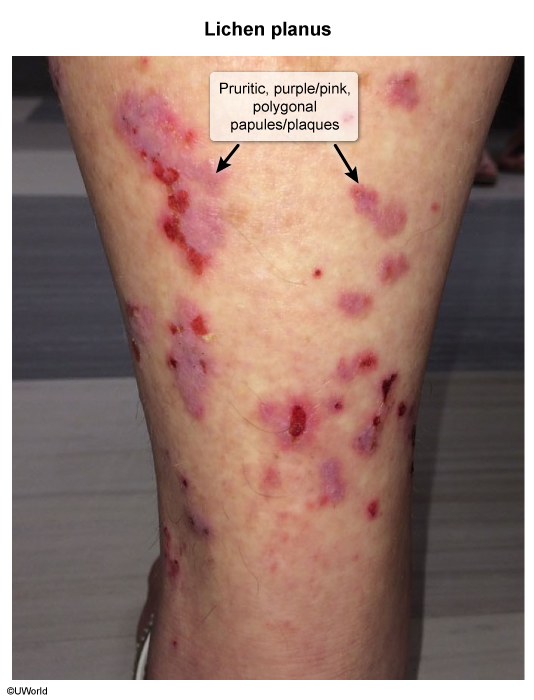 Lichen planus
Pruritic, purple/pink,
polygonal
papules/plaques
©UWorld